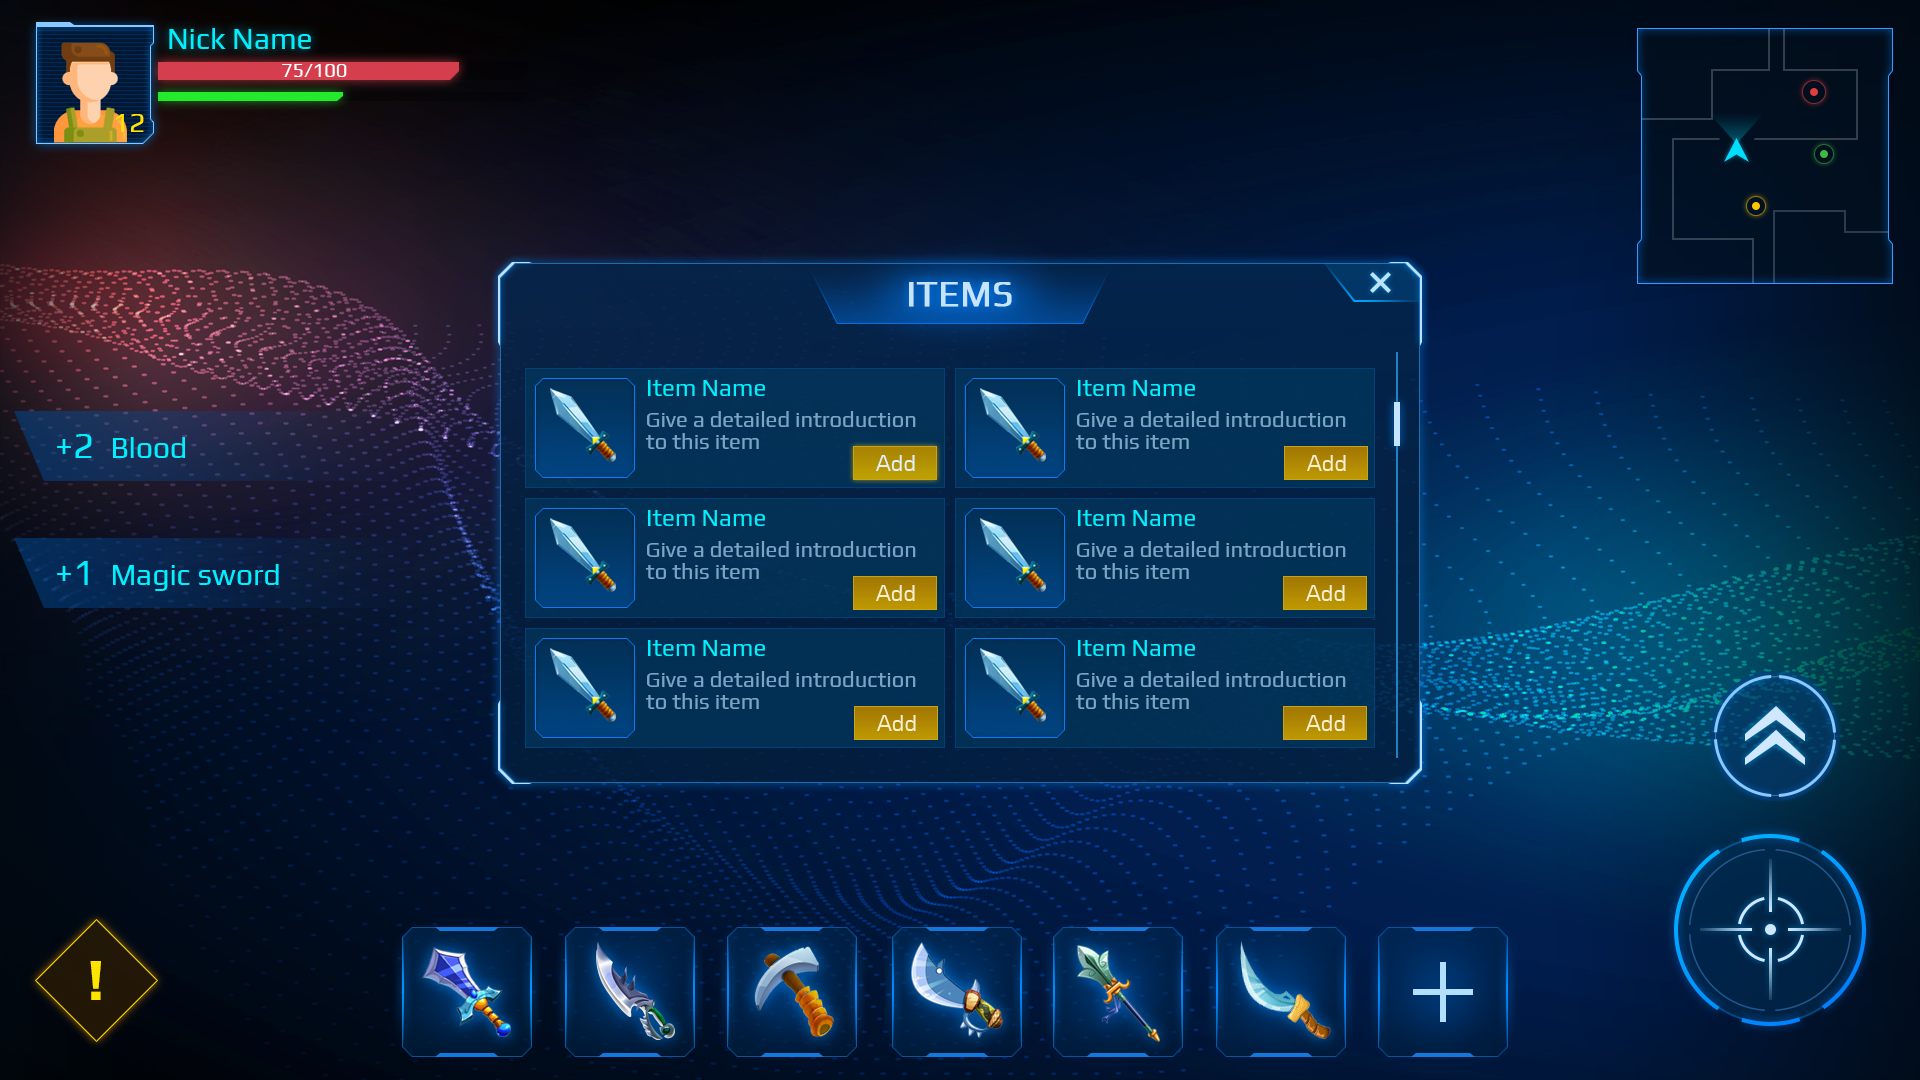 Nick Name
75/100
12
ITEMS
Item Name
Give a detailed introduction
to this item
Add
Item Name
Give a detailed introduction
to this item
Add
+2 Blood
Item Name
Give a detailed introduction
to this item
Add
Item Name
Give a detailed introduction
to this item
Add
+1 Magic sword
Item Name
Give a detailed introduction
to this item
Add
Item Name
Give a detailed introduction
to this item
Add
!